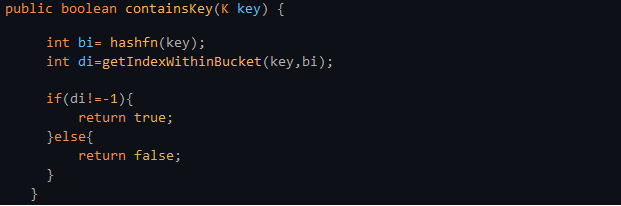 public boolean containsKey(K key) {
int bi= hashfn(key);
int di=getIndexWithinBucket(key,bi);
if(di!=-1){
return true;
}else{
return false;
}
}